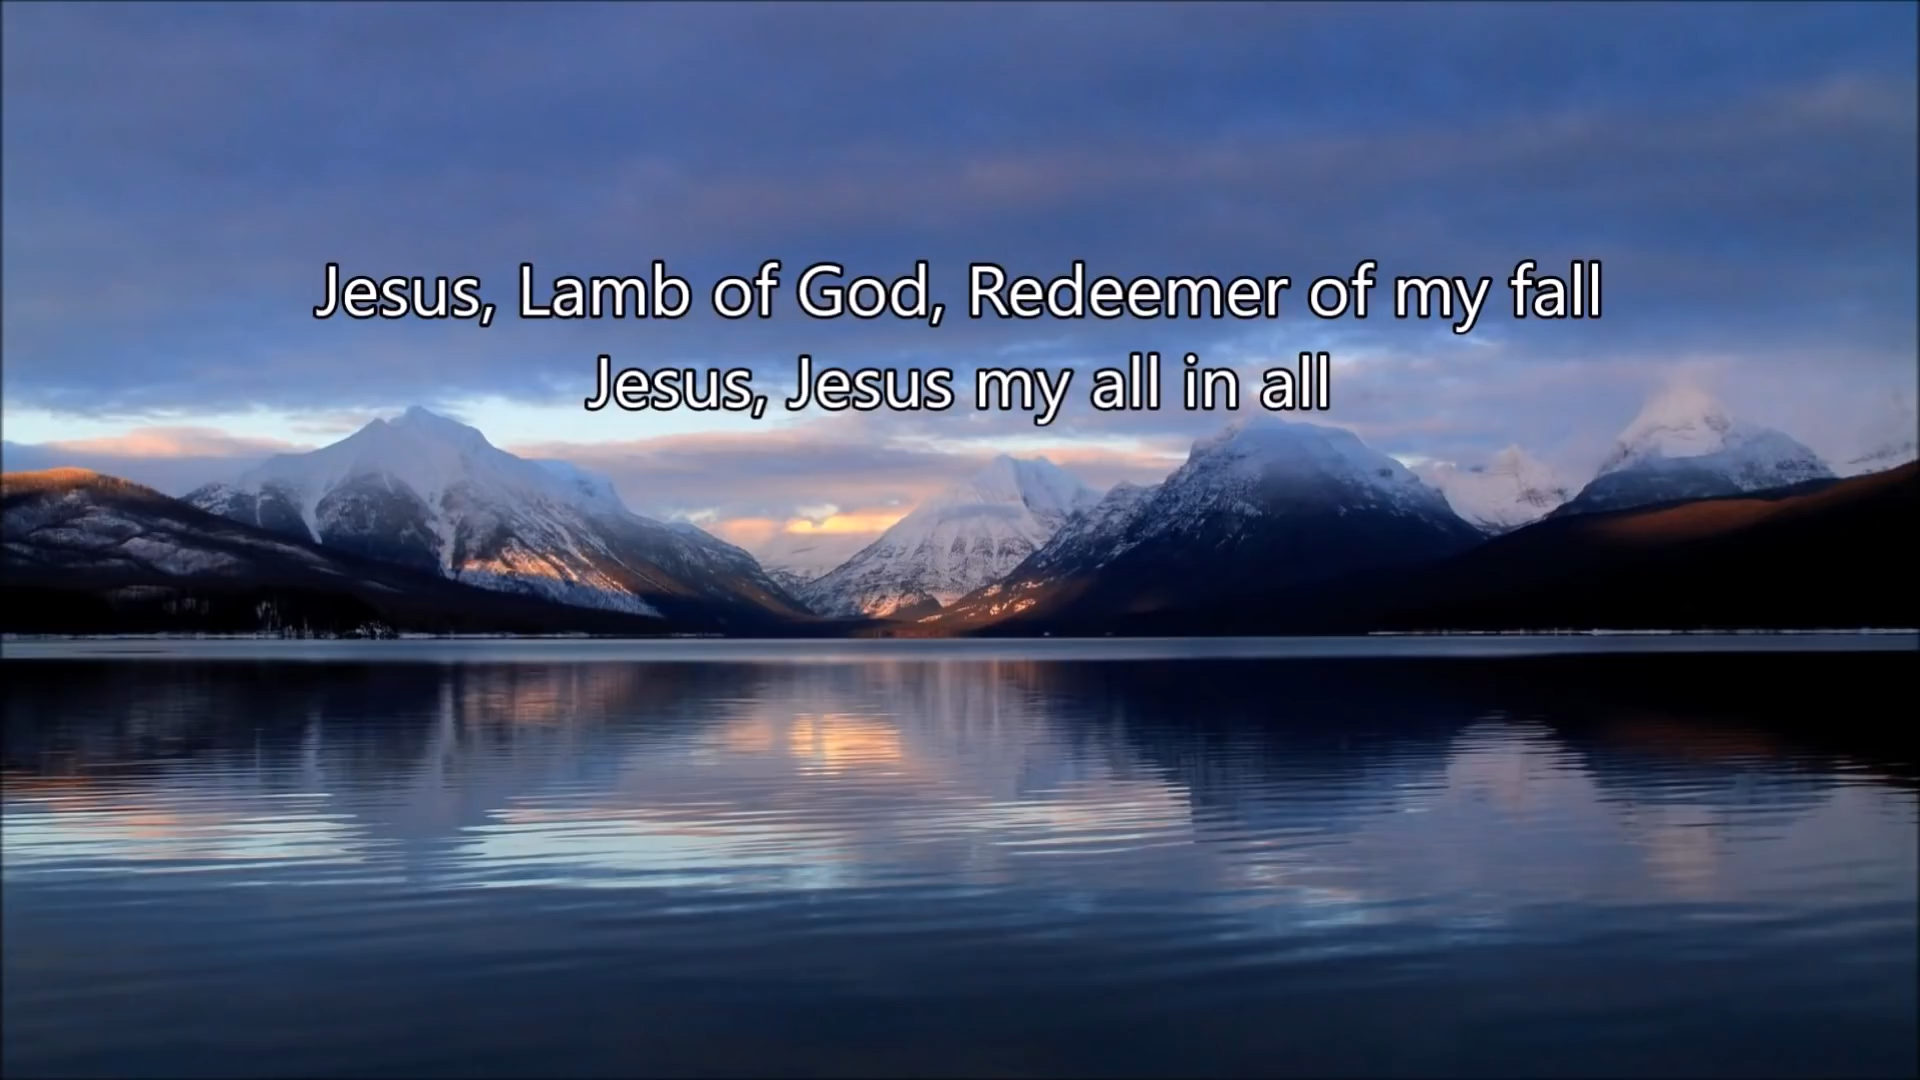 Jesus, Lamb of God, Redeemer of my fall
Jesus, Jesus my all in all